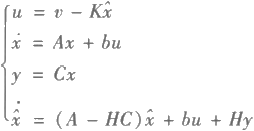 u = v − Kx̂
ẋ = Ax + bu
y = Cx
x̂̇ = (A − HC)x̂ + bu + Hy